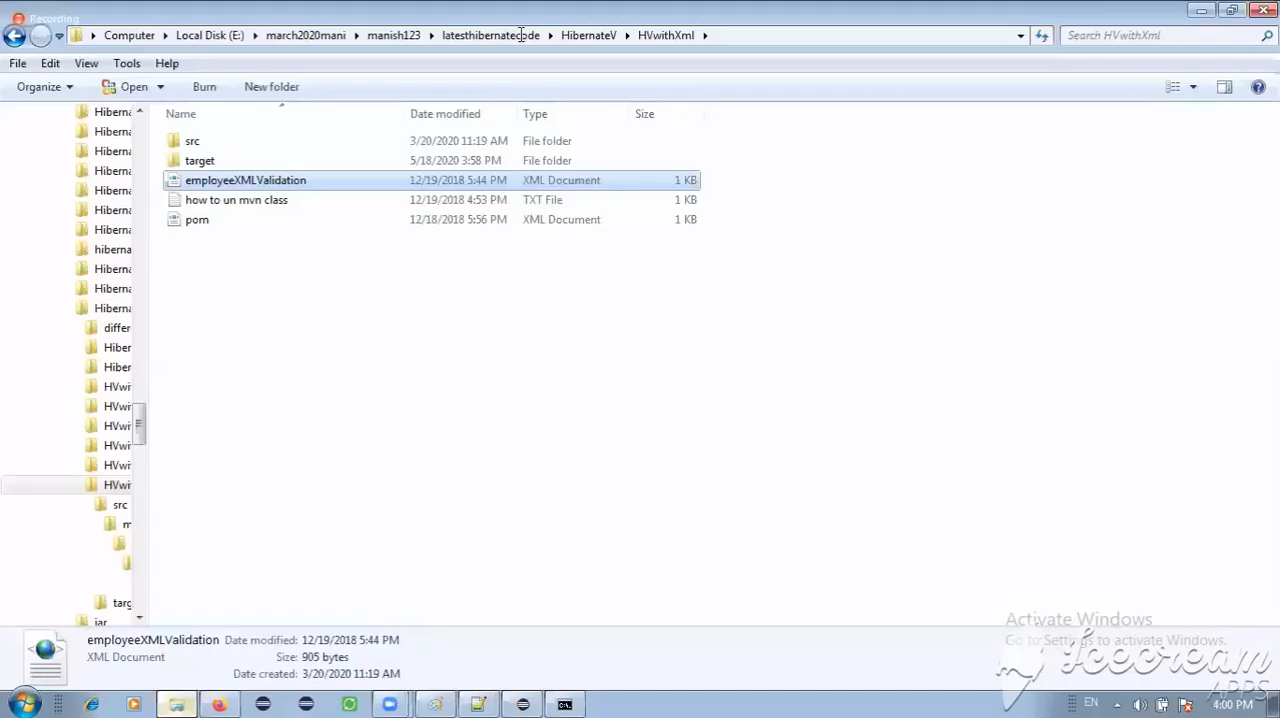 Recording
Computer Local Disk (E:) march2020mani manish123 latesthibernatecode HibernateV HVwithXml Search HVwithXml
File Edit View Tools Help
Organize Open Burn New folder
Name Date modified Type Size
src 3/20/2020 11:19 AM File folder
target 5/18/2020 3:58 PM File folder
employeeXMLValidation 12/19/2018 5:44 PM XML Document 1 KB
how to un mvn class 12/19/2018 4:53 PM TXT File 1 KB
pom 12/18/2018 5:56 PM XML Document 1 KB
Hiberna
Hiberna
Hiberna
Hiberna
Hiberna
Hiberna
Hiberna
hiberna
Hiberna
Hiberna
Hiberna
differ
Hiber
Hiber
HVwit
HVwit
HVwit
HVwit
HVwit
HVwit
src
m
targ
jar
employeeXMLValidation Date modified: 12/19/2018 5:44 PM
XML Document Size: 905 bytes
Date created: 3/20/2020 11:19 AM
Activate Windows
Go to Settings to activate Windows.
Icecream
APPS
EN 4:00 PM